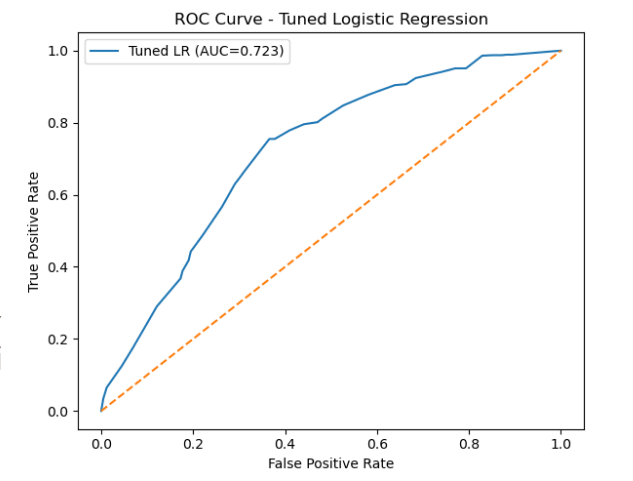 ROC Curve - Tuned Logistic Regression
Tuned LR (AUC=0.723)
True Positive Rate
1.0
0.8
0.6
0.4
0.2
0.0
0.0 0.2 0.4 0.6 0.8 1.0
False Positive Rate